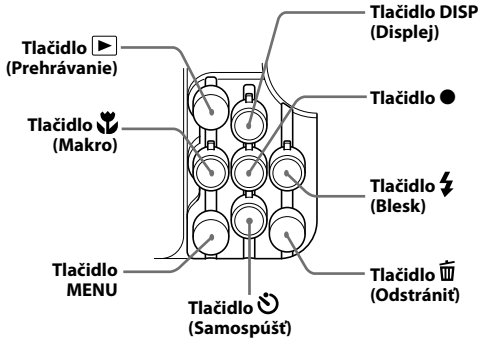 Tlačidlo ▶
(Prehrávanie)
Tlačidlo
(Makro)
Tlačidlo
MENU
Tlačidlo
(Samospúšť)
Tlačidlo DISP
(Displej)
Tlačidlo ●
Tlačidlo
(Blesk)
Tlačidlo
(Odstrániť)